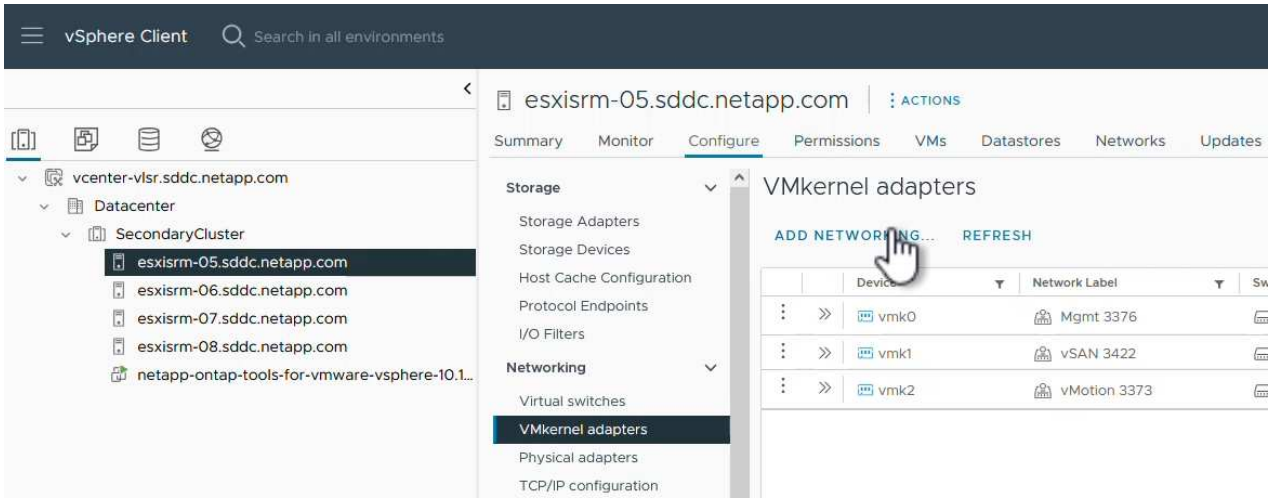 vSphere Client
Search in all environments
vcenter-vlsr.sddc.netapp.com
Datacenter
SecondaryCluster
esxisrm-05.sddc.netapp.com
esxisrm-06.sddc.netapp.com
esxisrm-07.sddc.netapp.com
esxisrm-08.sddc.netapp.com
netapp-ontap-tools-for-vmware-vsphere-10.1...
esxisrm-05.sddc.netapp.com
ACTIONS
Summary Monitor Configure Permissions VMs Datastores Networks Updates
Storage
Storage Adapters
Storage Devices
Host Cache Configuration
Protocol Endpoints
I/O Filters
Networking
Virtual switches
VMkernel adapters
Physical adapters
TCP/IP configuration
VMkernel adapters
ADD NETWORKING... REFRESH
Device Network Label Sw
vmk0 Mgmt 3376
vmk1 vSAN 3422
vmk2 vMotion 3373